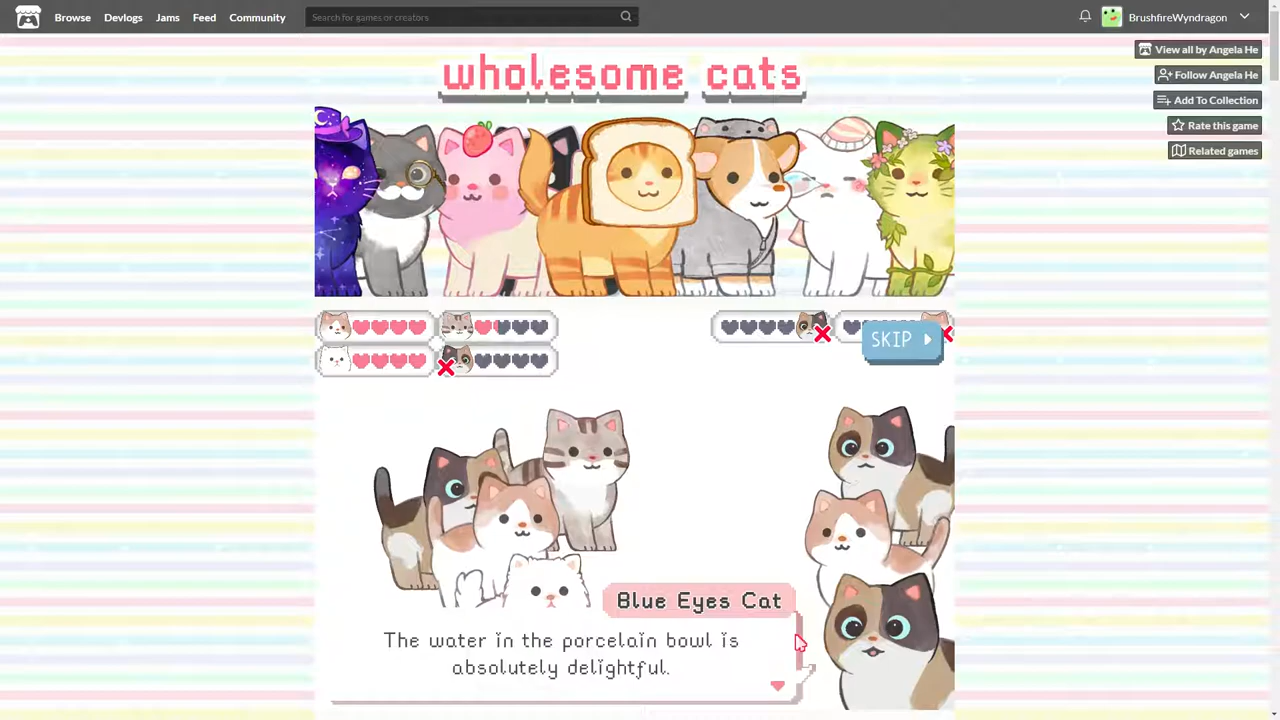 Browse Devlogs Jams Feed Community Search for games or creators BrushfireWyndragon
View all by Angela He
Follow Angela He
Add To Collection
Rate this game
Related games
wholesome cats
SKIP
Blue Eyes Cat
The water in the porcelain bowl is
absolutely delightful.